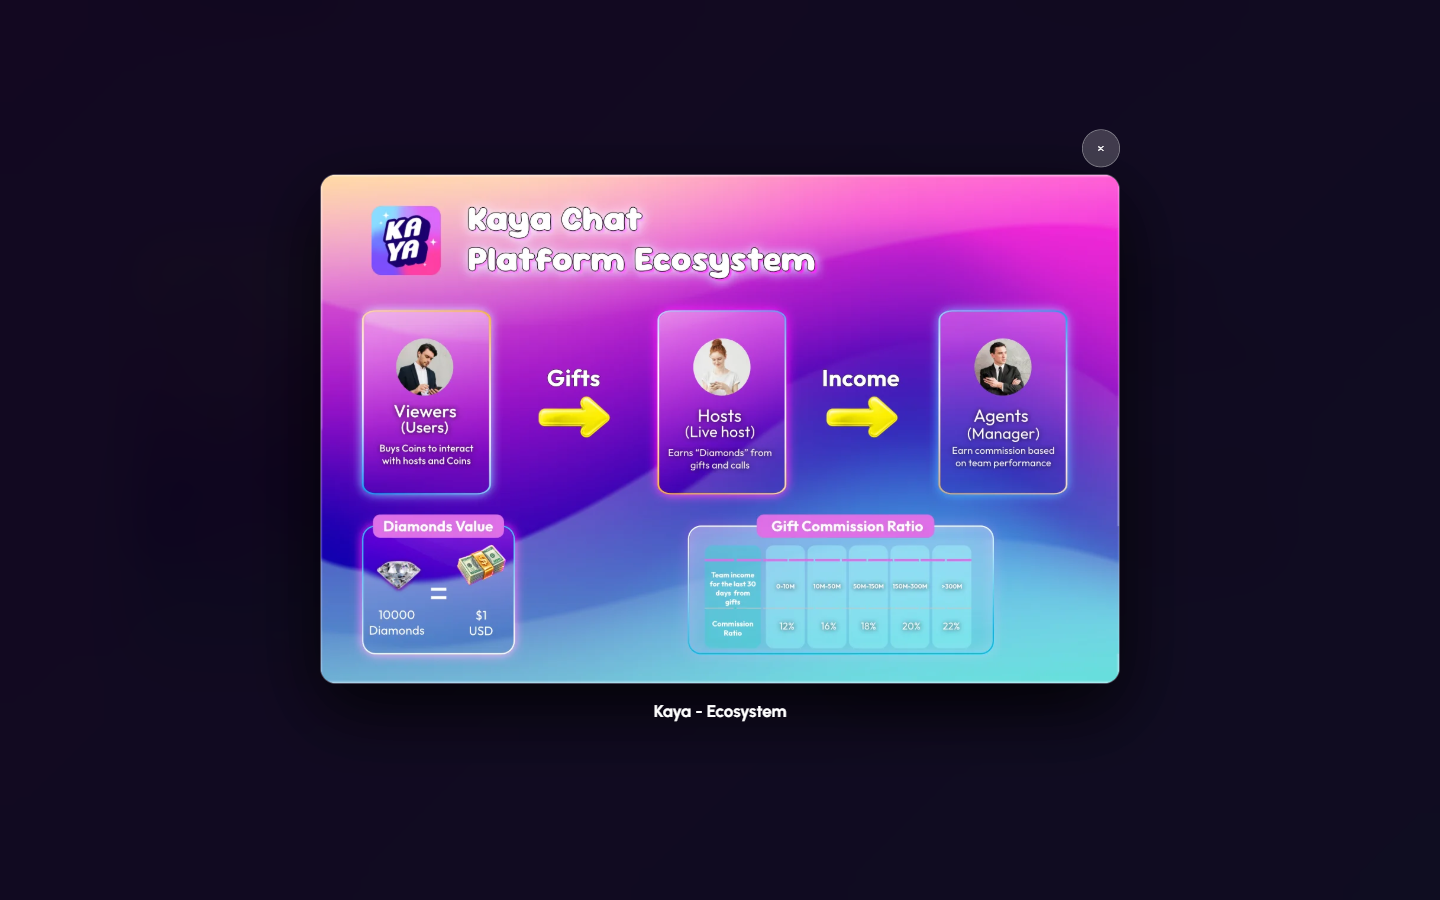 ×
KA
YA
Kaya Chat
Platform Ecosystem
Viewers
(Users)
Buys Coins to interact
with hosts and Coins
Gifts
Hosts
(Live host)
Earns "Diamonds" from
gifts and calls
Income
Agents
(Manager)
Earn commission based
on team performance
Diamonds Value
=
10000
Diamonds
$1
USD
Gift Commission Ratio
Team income
for the last 30
days from
gifts
0-10M
10M-50M
50M-150M
150M-300M
>300M
Commission
Ratio
12%
16%
18%
20%
22%
Kaya - Ecosystem